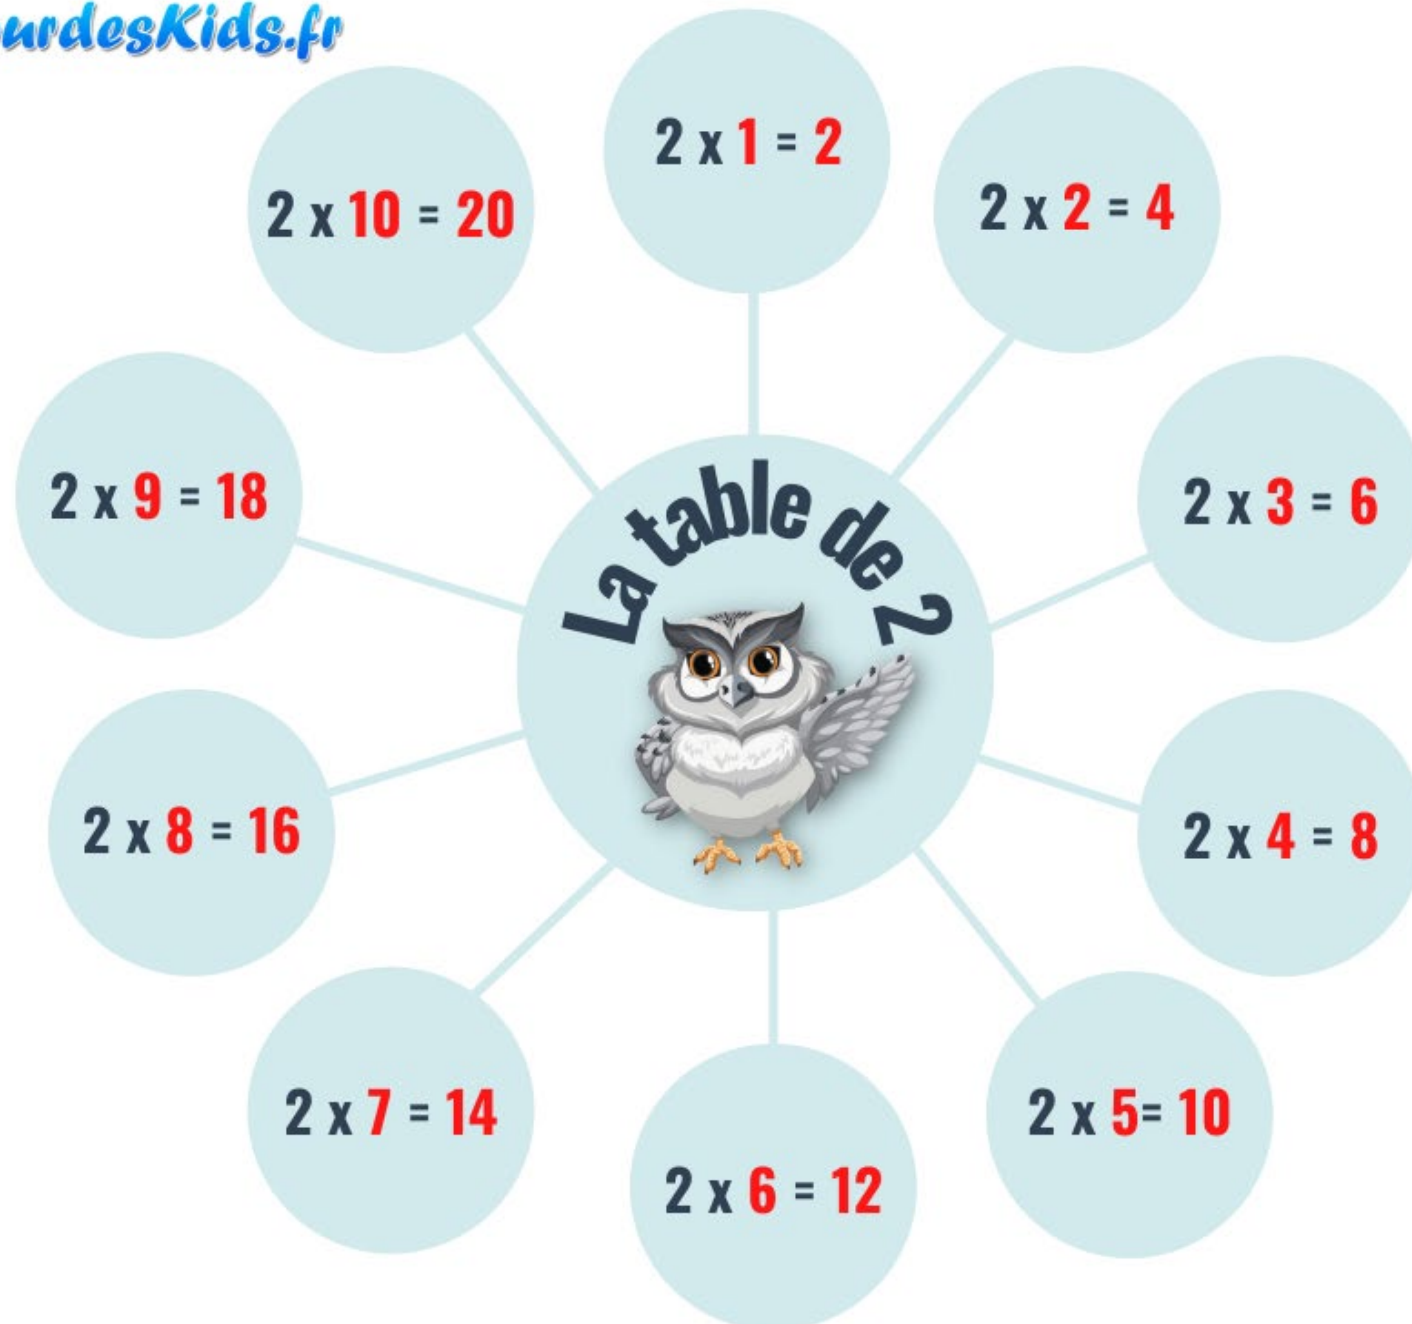 urdesKids.fr
2 x 1 = 2
2 x 2 = 4
2 x 3 = 6
2 x 4 = 8
2 x 5= 10
2 x 6 = 12
2 x 7 = 14
2 x 8 = 16
2 x 9 = 18
2 x 10 = 20
La table de 2